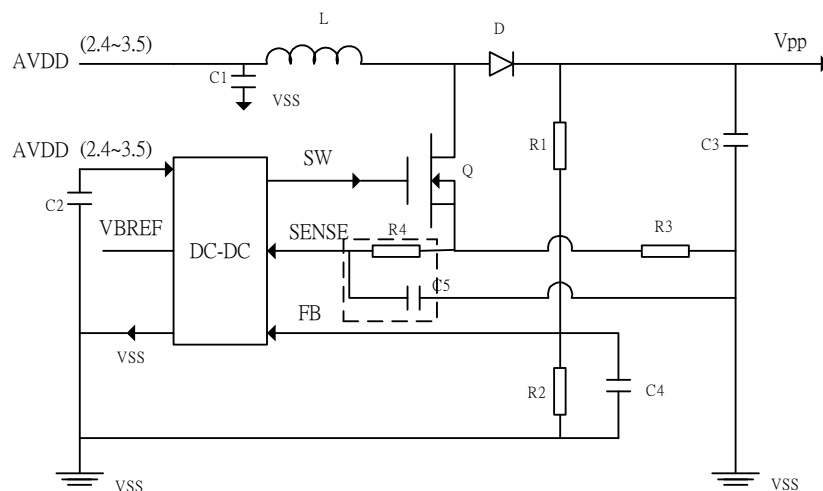 L
D
AVDD (2.4~3.5)
Vpp
C1
VSS
AVDD (2.4~3.5)
SW
Q
R1
C3
C2
VBREF
DC-DC
SENSE
R4
R3
C5
FB
VSS
R2
C4
VSS
VSS